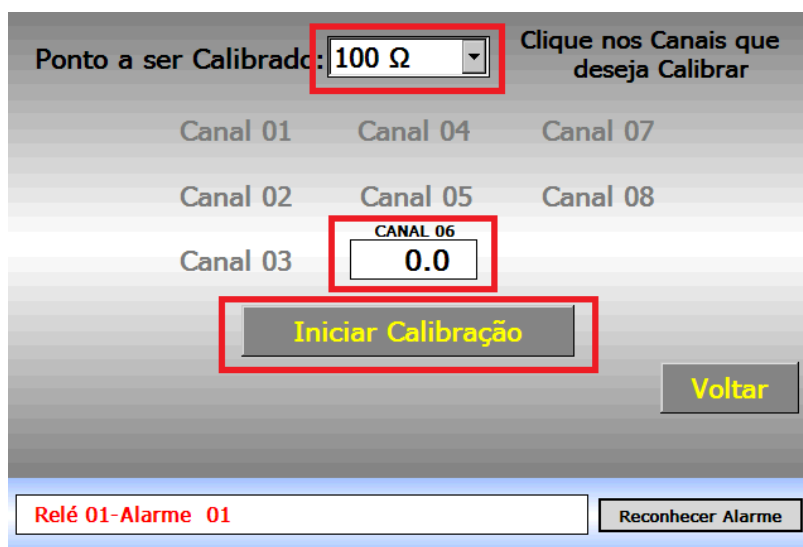 Ponto a ser Calibrado: 100 Ω
Clique nos Canais que
deseja Calibrar
Canal 01 Canal 04 Canal 07
Canal 02 Canal 05 Canal 08
CANAL 06
Canal 03 0.0
Iniciar Calibração
Voltar
Relé 01-Alarme 01
Reconhecer Alarme